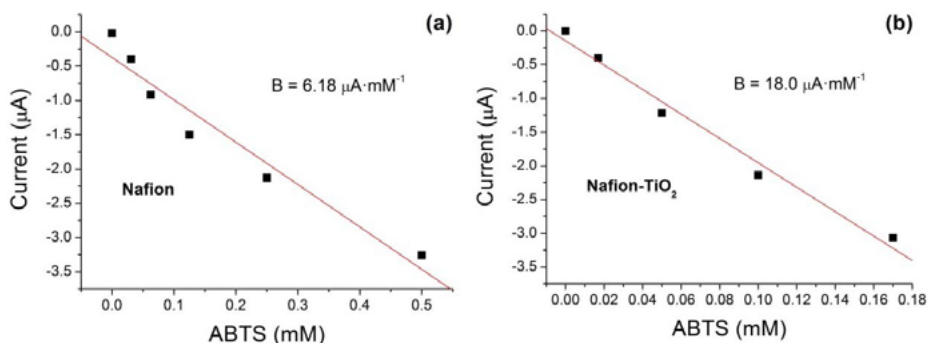 (a)
0.0
-0.5
-1.0
-1.5
-2.0
-2.5
-3.0
-3.5
Current (μA)
B = 6.18 μA·mM⁻¹
Nafion
0.0 0.1 0.2 0.3 0.4 0.5
ABTS (mM)
(b)
0.0
-0.5
-1.0
-1.5
-2.0
-2.5
-3.0
-3.5
Current (μA)
B = 18.0 μA·mM⁻¹
Nafion-TiO₂
0.00 0.02 0.04 0.06 0.08 0.10 0.12 0.14 0.16 0.18
ABTS (mM)